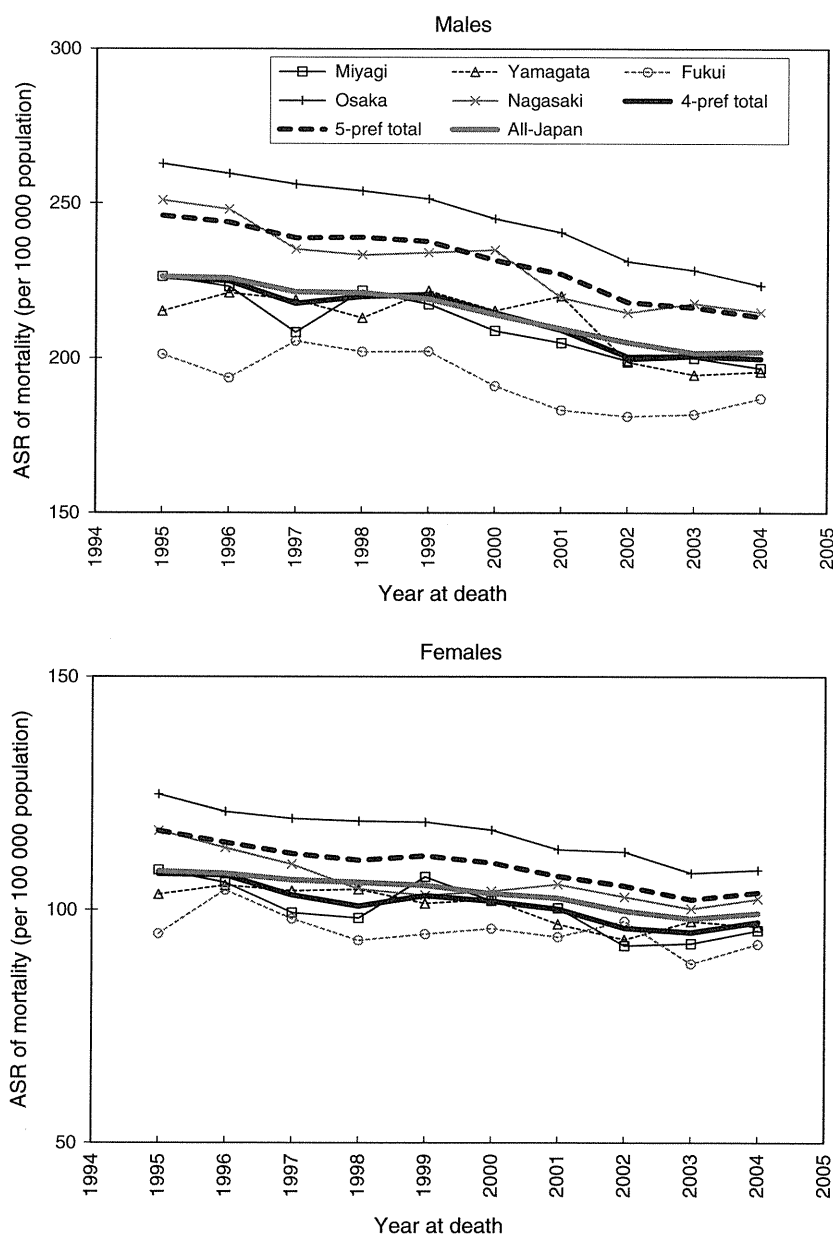 Males
ASR of mortality (per 100 000 population)
300
250
200
150
Miyagi Yamagata Fukui
Osaka Nagasaki 4-pref total
5-pref total All-Japan
1994 1995 1996 1997 1998 1999 2000 2001 2002 2003 2004 2005
Year at death
Females
ASR of mortality (per 100 000 population)
150
100
50
1994 1995 1996 1997 1998 1999 2000 2001 2002 2003 2004 2005
Year at death